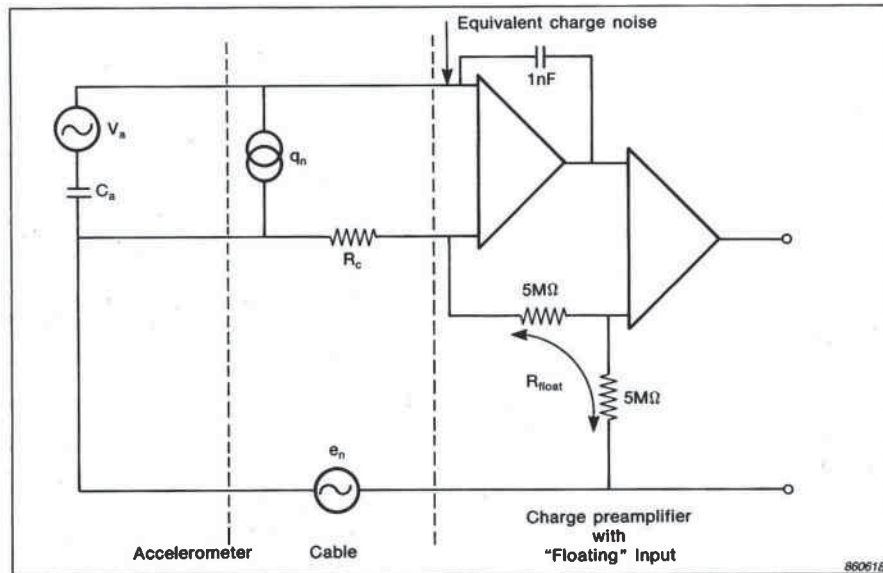 Equivalent charge noise
1nF
Va
qn
Ca
Rc
5MΩ
Rfloat
5MΩ
en
Accelerometer
Cable
Charge preamplifier
with
"Floating" Input
860618